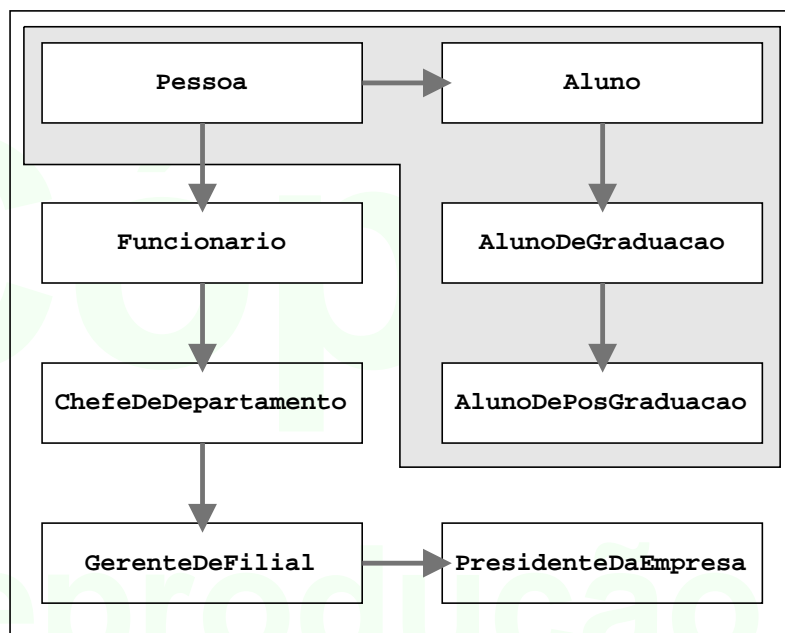 Pessoa Aluno
Funcionario AlunoDeGraduacao
ChefeDeDepartamento AlunoDePosGraduacao
GerenteDeFilial PresidenteDaEmpresa